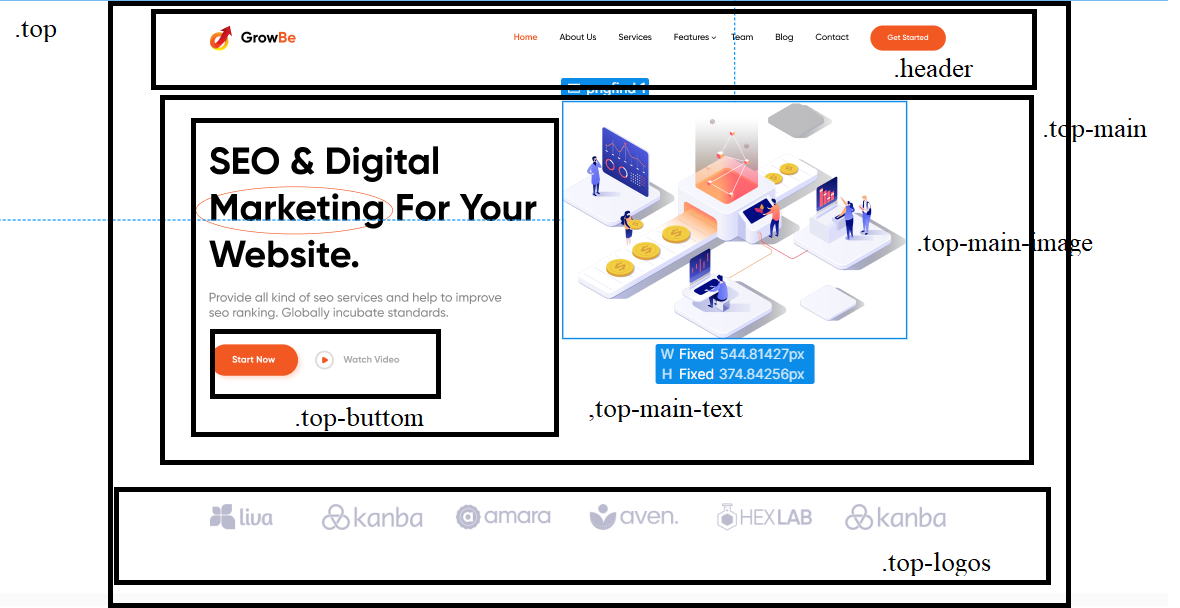 .top
GrowBe
Home About Us Services Features Team Blog Contact Get Started
.header
pngfind 1
.top-main
SEO & Digital
Marketing For Your
Website.
.top-main-image
Provide all kind of seo services and help to improve
seo ranking. Globally incubate standards.
Start Now Watch Video
W Fixed 544.81427px
H Fixed 374.84256px
.top-buttom
,top-main-text
liva kanba amara aven. HEXLAB kanba
.top-logos